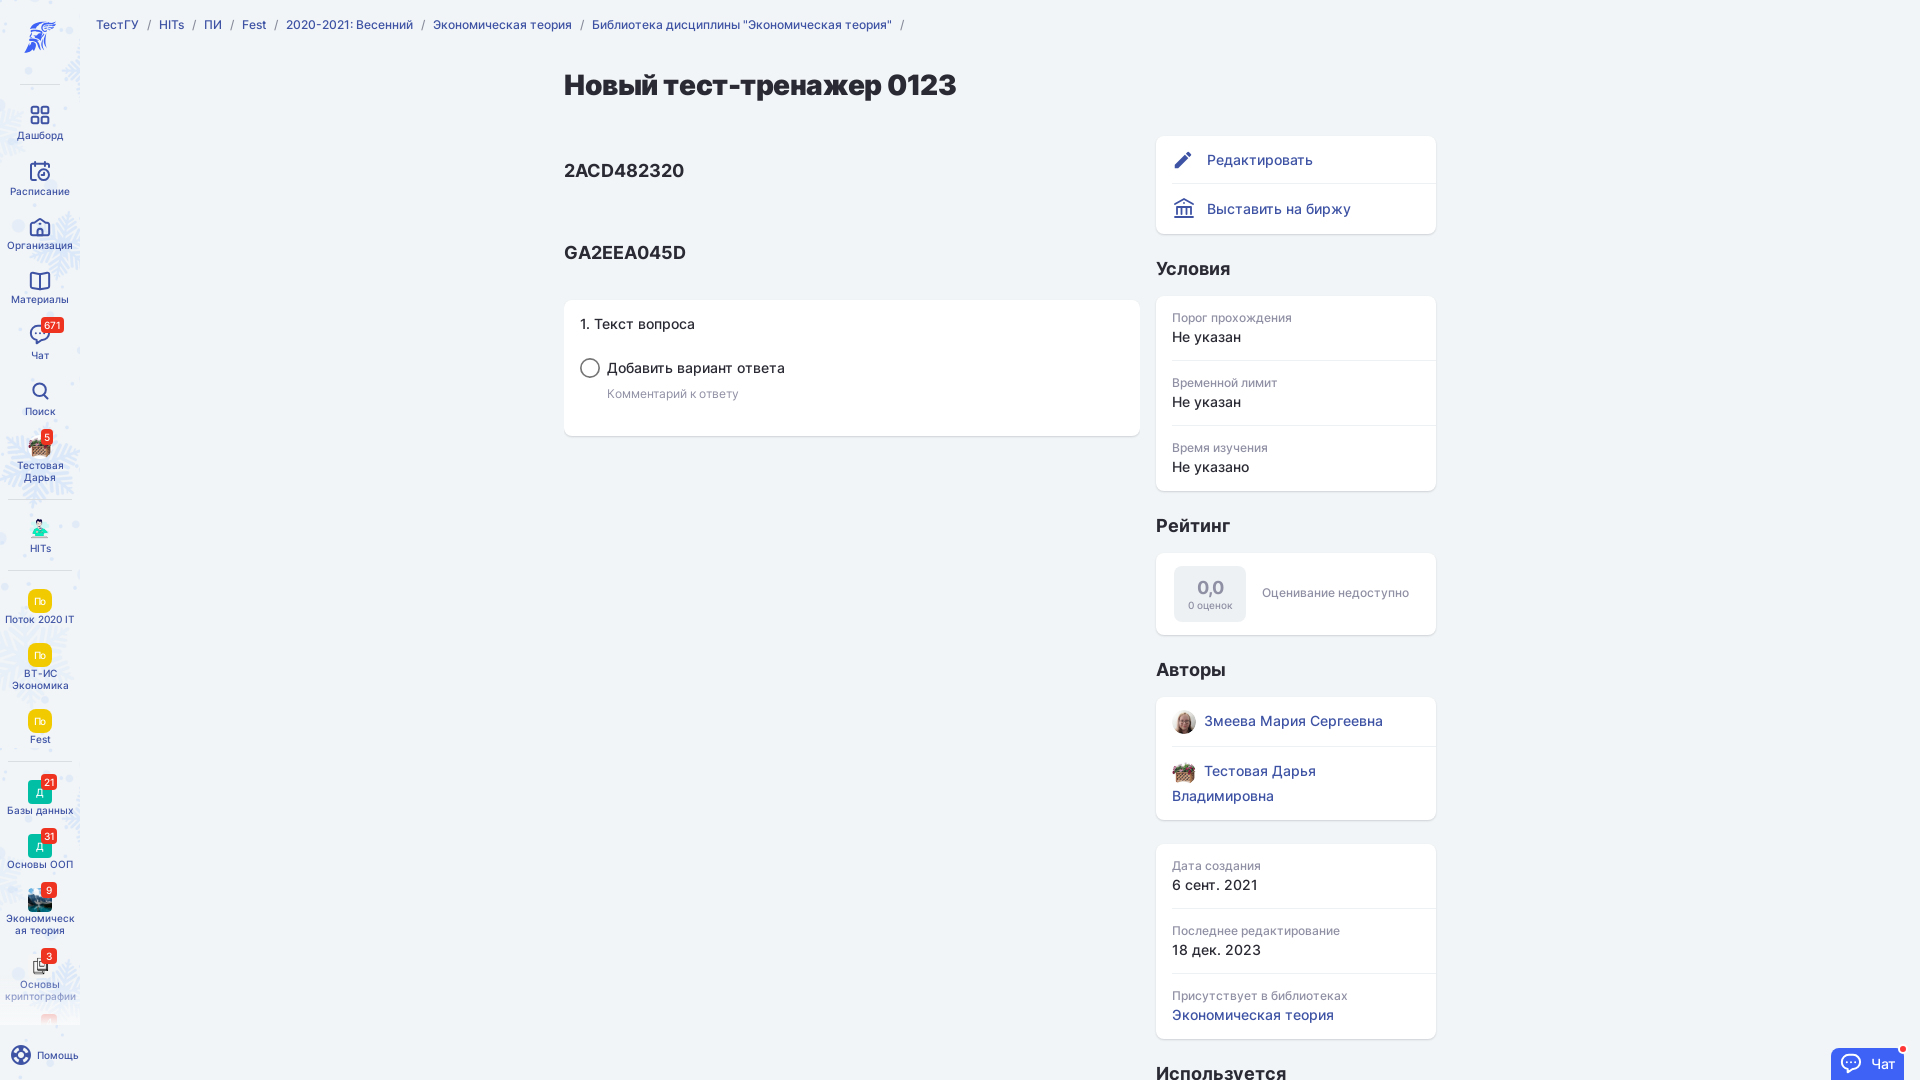 ТестГУ / HITs / ПИ / Fest / 2020-2021: Весенний / Экономическая теория / Библиотека дисциплины "Экономическая теория" /
Дашборд
Расписание
Организация
Материалы
671
Чат
Поиск
5
Тестовая
Дарья
HITs
По
Поток 2020 IT
По
ВТ-ИС
Экономика
По
Fest
21
Д
Базы данных
31
Д
Основы ООП
9
Экономическ
ая теория
3
Основы
криптографии
Помощь
Новый тест-тренажер 0123
2ACD482320
GA2EEA045D
1. Текст вопроса
Добавить вариант ответа
Комментарий к ответу
Редактировать
Выставить на биржу
Условия
Порог прохождения
Не указан
Временной лимит
Не указан
Время изучения
Не указано
Рейтинг
0,0
0 оценок
Оценивание недоступно
Авторы
Змеева Мария Сергеевна
Тестовая Дарья
Владимировна
Дата создания
6 сент. 2021
Последнее редактирование
18 дек. 2023
Присутствует в библиотеках
Экономическая теория
Используется
Чат